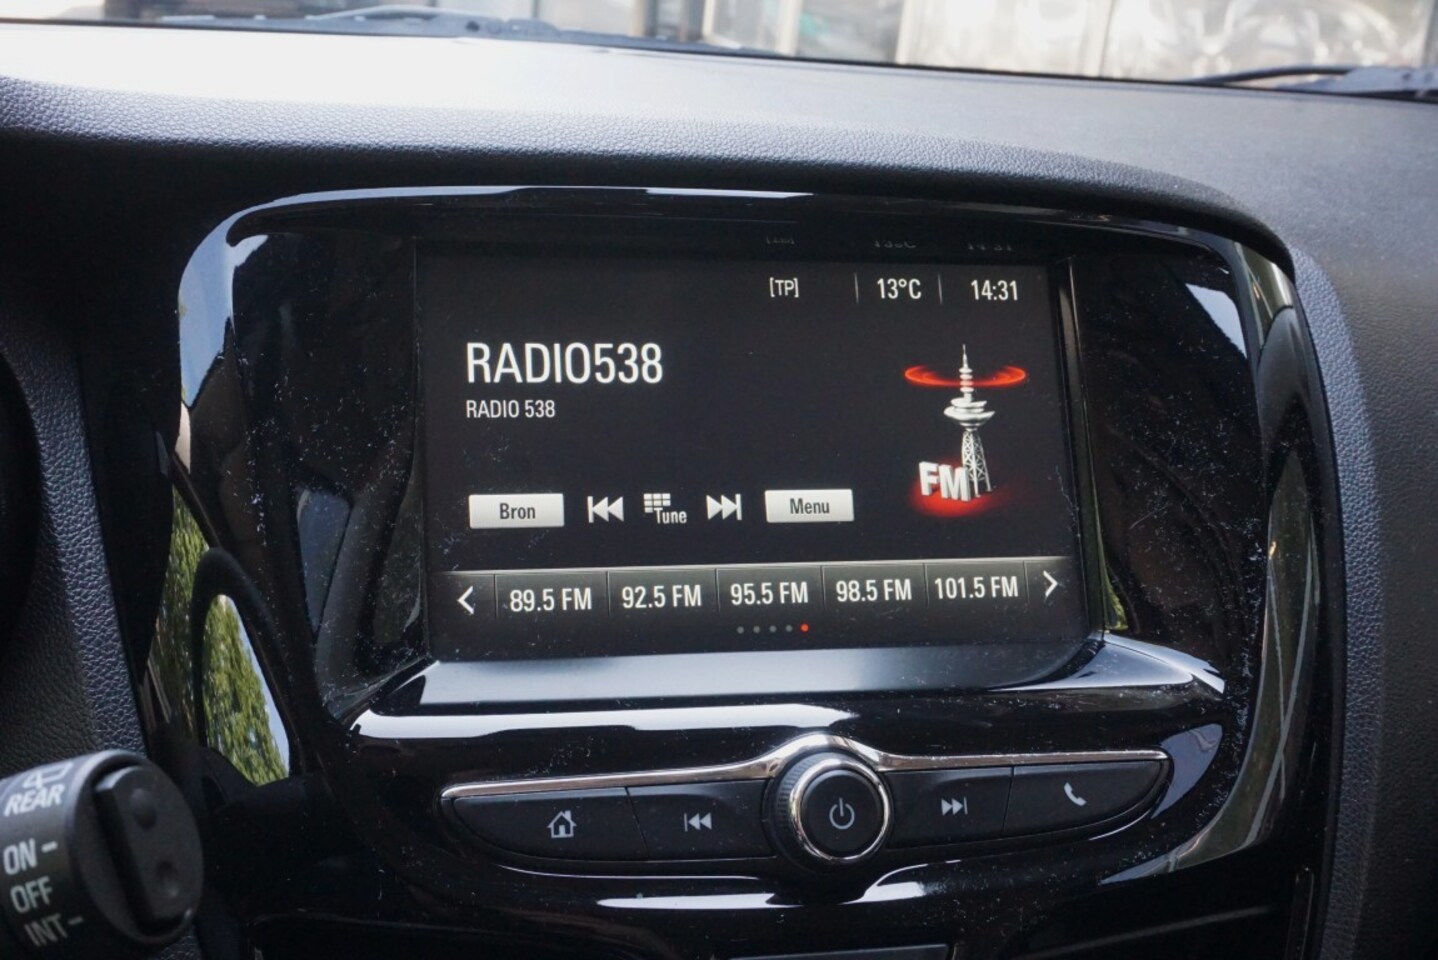 [TP] 13°C 14:31
RADIO538
RADIO 538
FM
Bron Tune Menu
89.5 FM 92.5 FM 95.5 FM 98.5 FM 101.5 FM
REAR
ON -
OFF
INT-